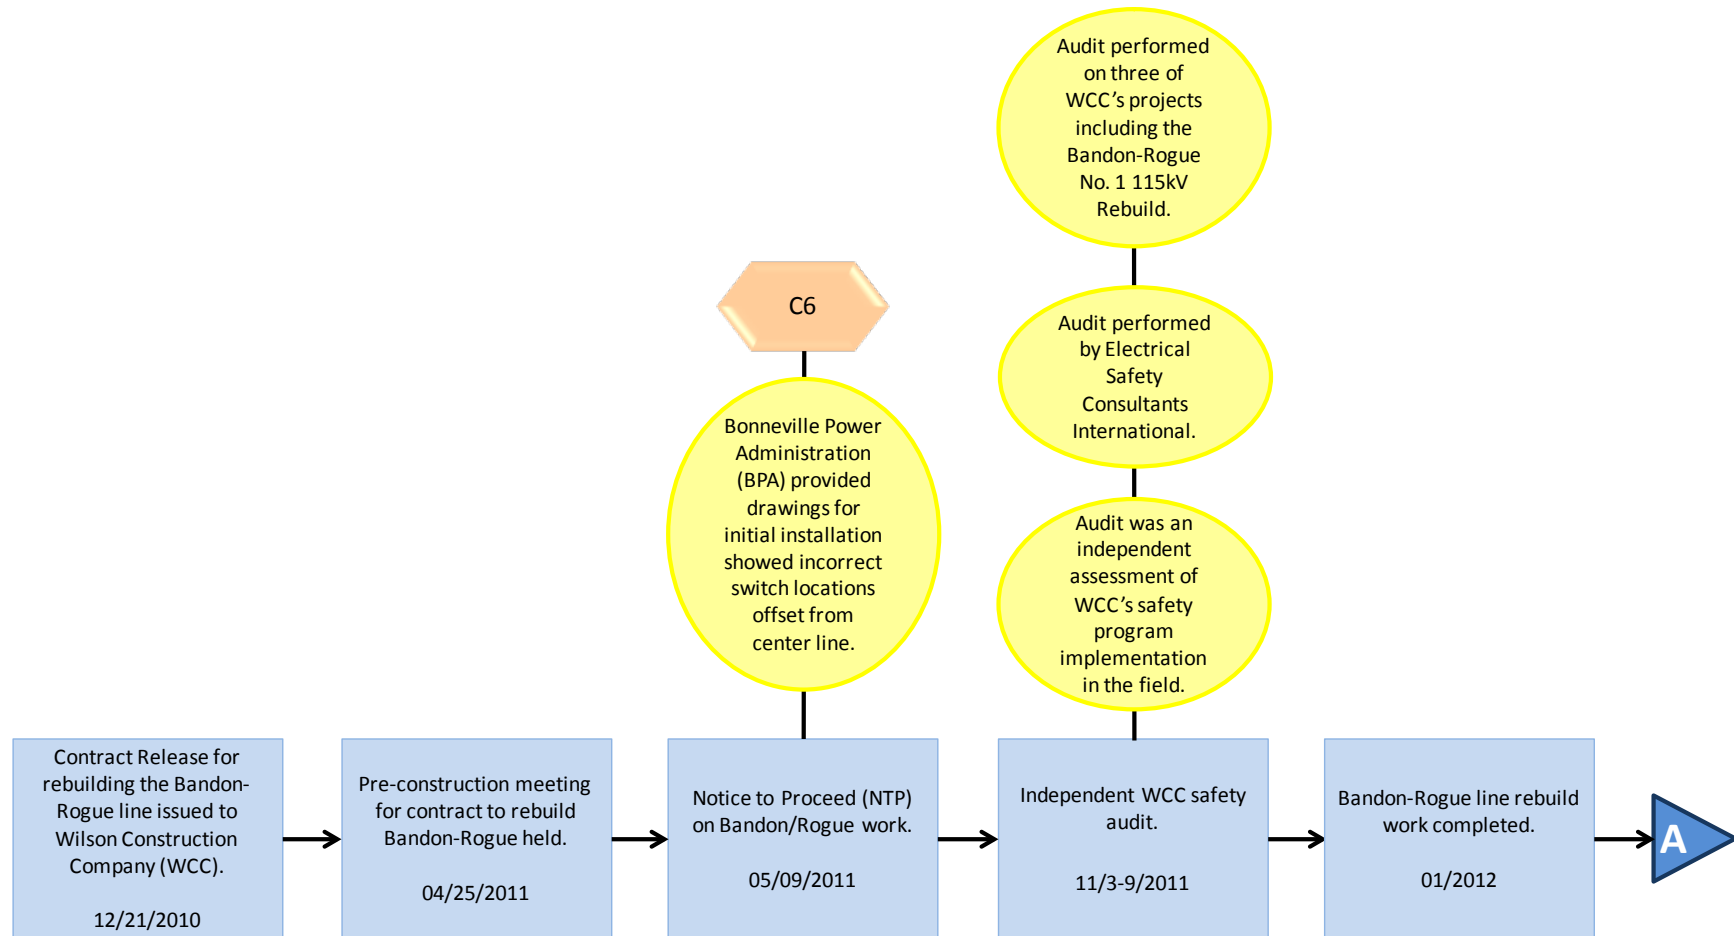 Audit performed
on three of
WCC's projects
including the
Bandon-Rogue
No. 1 115kV
Rebuild.
C6
Audit performed
by Electrical
Safety
Consultants
International.
Bonneville Power
Administration
(BPA) provided
drawings for
initial installation
showed incorrect
switch locations
offset from
center line.
Audit was an
independent
assessment of
WCC's safety
program
implementation
in the field.
Contract Release for
rebuilding the Bandon-
Rogue line issued to
Wilson Construction
Company (WCC).
12/21/2010
Pre-construction meeting
for contract to rebuild
Bandon-Rogue held.
04/25/2011
Notice to Proceed (NTP)
on Bandon/Rogue work.
05/09/2011
Independent WCC safety
audit.
11/3-9/2011
Bandon-Rogue line rebuild
work completed.
01/2012
A